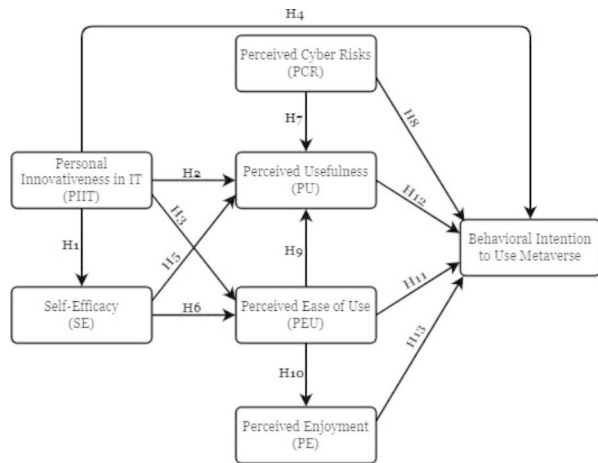 H4
Perceived Cyber Risks
(PCR)
H7
H8
Personal
Innovativeness in IT
(PIIT)
H2
Perceived Usefulness
(PU)
H12
H3
Behavioral Intention
to Use Metaverse
H1
H5
H9
H11
Self-Efficacy
(SE)
H6
Perceived Ease of Use
(PEU)
H13
H10
Perceived Enjoyment
(PE)